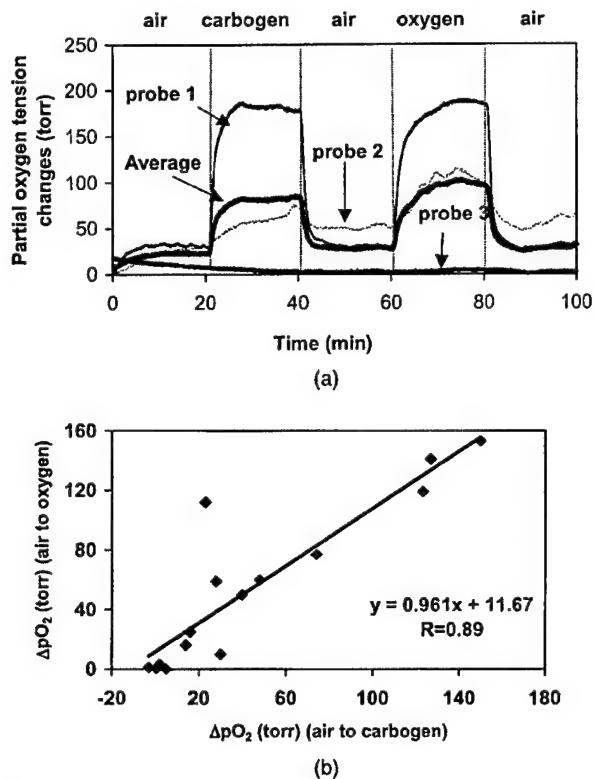 air carbogen air oxygen air
Partial oxygen tension
changes (torr)
250
200
150
100
50
0
probe 1
Average
probe 2
probe 3
0 20 40 60 80 100
Time (min)
(a)
ΔpO₂ (torr) (air to oxygen)
160
120
80
40
0
y = 0.961x + 11.67
R=0.89
-20 20 60 100 140 180
ΔpO₂ (torr) (air to carbogen)
(b)